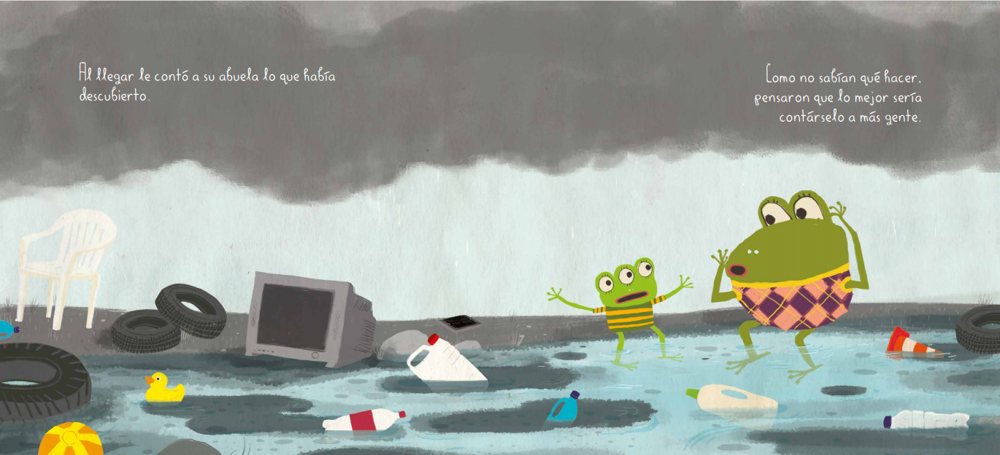 Al llegar le contó a su abuela lo que había
descubierto.
Como no sabían qué hacer,
pensaron que lo mejor sería
contárselo a más gente.